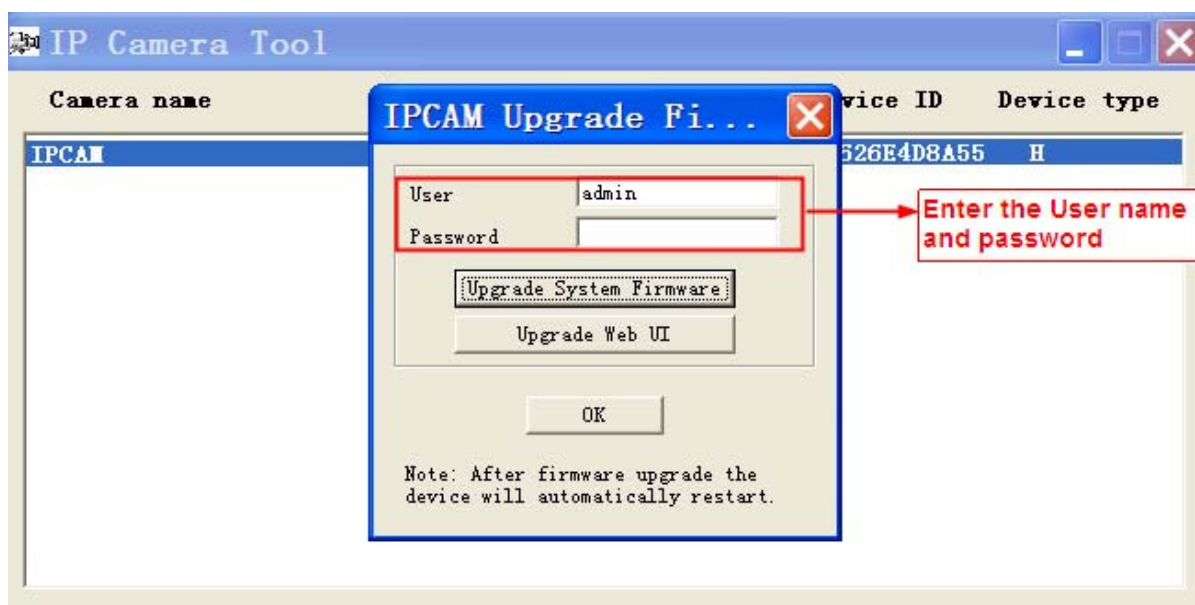 IP Camera Tool
Camera name
vice ID
Device type
IPCAM
526E4D8A55
H
IPCAM Upgrade Fi...
User
admin
Password
Upgrade System Firmware
Upgrade Web UI
OK
Note: After firmware upgrade the
device will automatically restart.
Enter the User name
and password